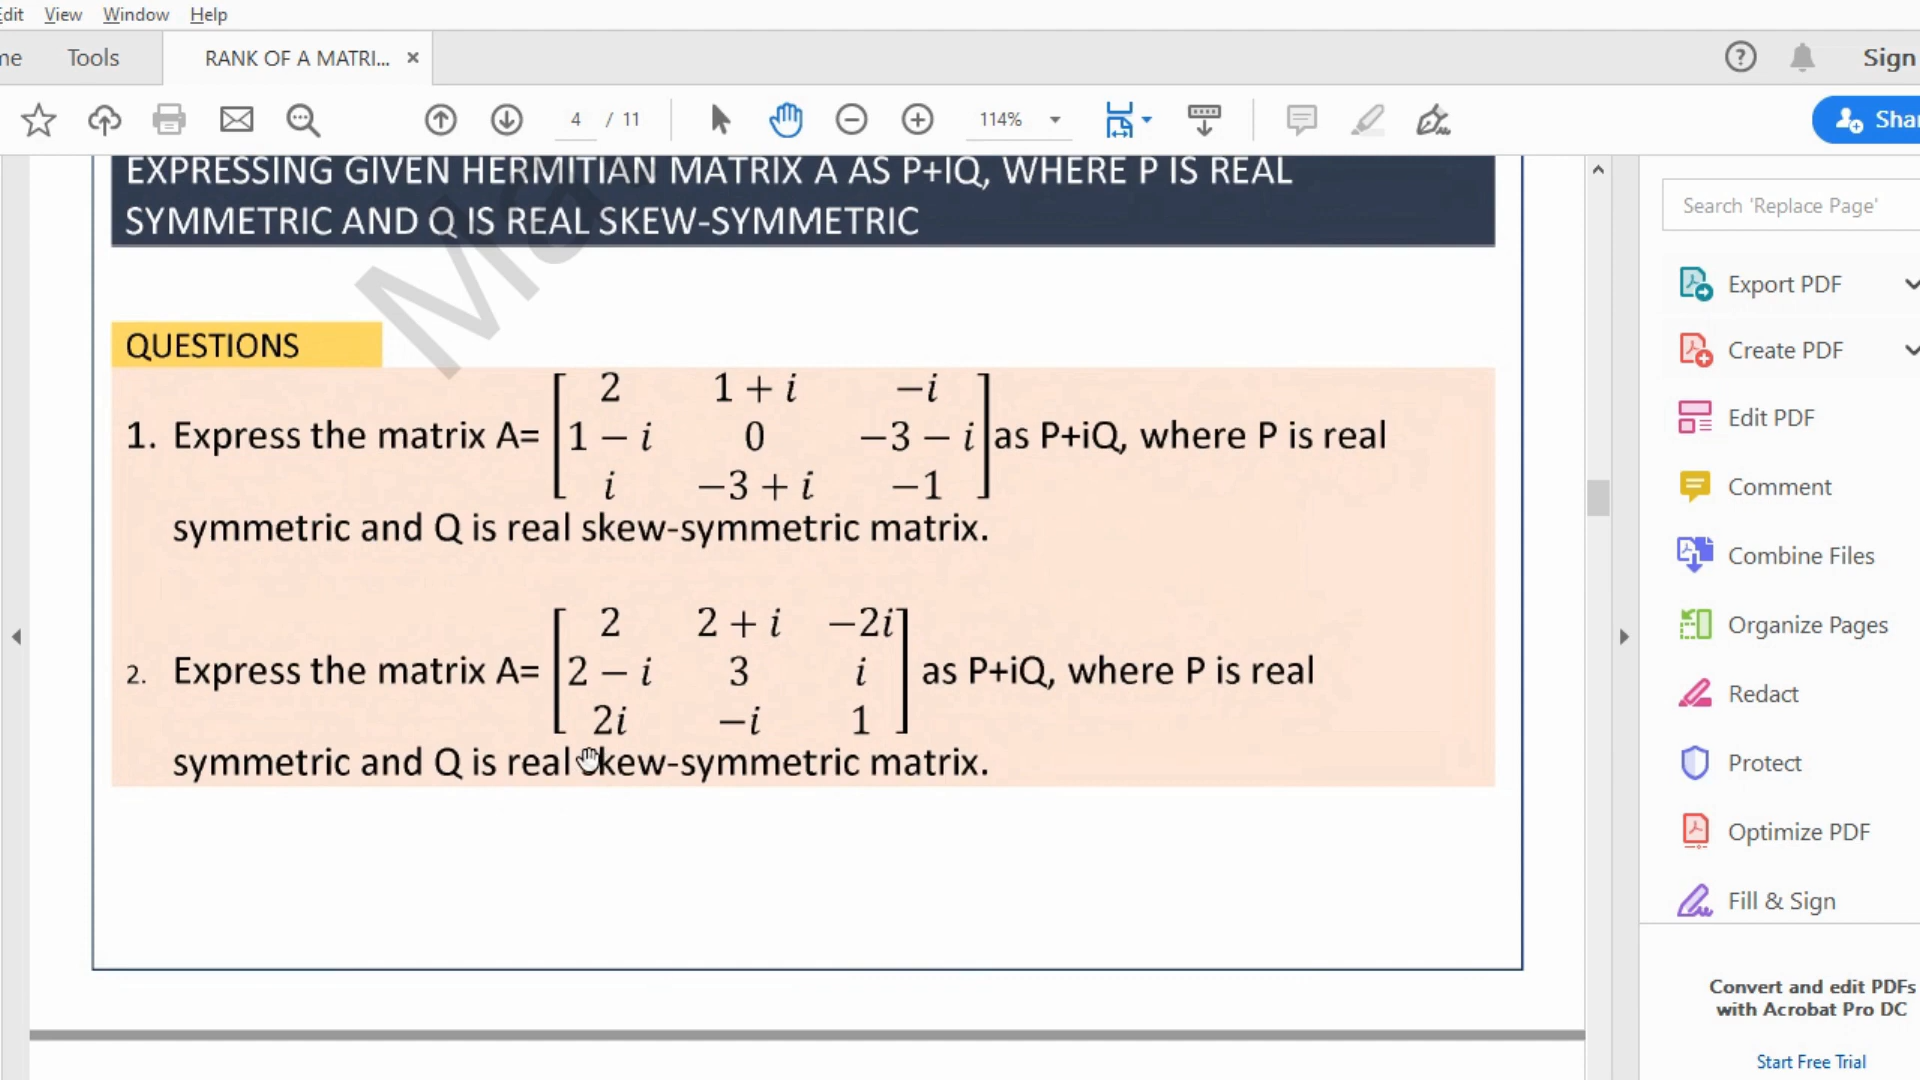 Edit View Window Help
Tools RANK OF A MATRI... ×
Sign
4 / 11 114%
EXPRESSING GIVEN HERMITIAN MATRIX A AS P+IQ, WHERE P IS REAL
SYMMETRIC AND Q IS REAL SKEW-SYMMETRIC
QUESTIONS
2 1 + i −i
1. Express the matrix A= 1 − i 0 −3 − i as P+iQ, where P is real
i −3 + i −1
symmetric and Q is real skew-symmetric matrix.
2 2 + i −2i
2. Express the matrix A= 2 − i 3 i as P+iQ, where P is real
2i −i 1
symmetric and Q is real skew-symmetric matrix.
Search 'Replace Page'
Export PDF
Create PDF
Edit PDF
Comment
Combine Files
Organize Pages
Redact
Protect
Optimize PDF
Fill & Sign
Convert and edit PDFs
with Acrobat Pro DC
Start Free Trial